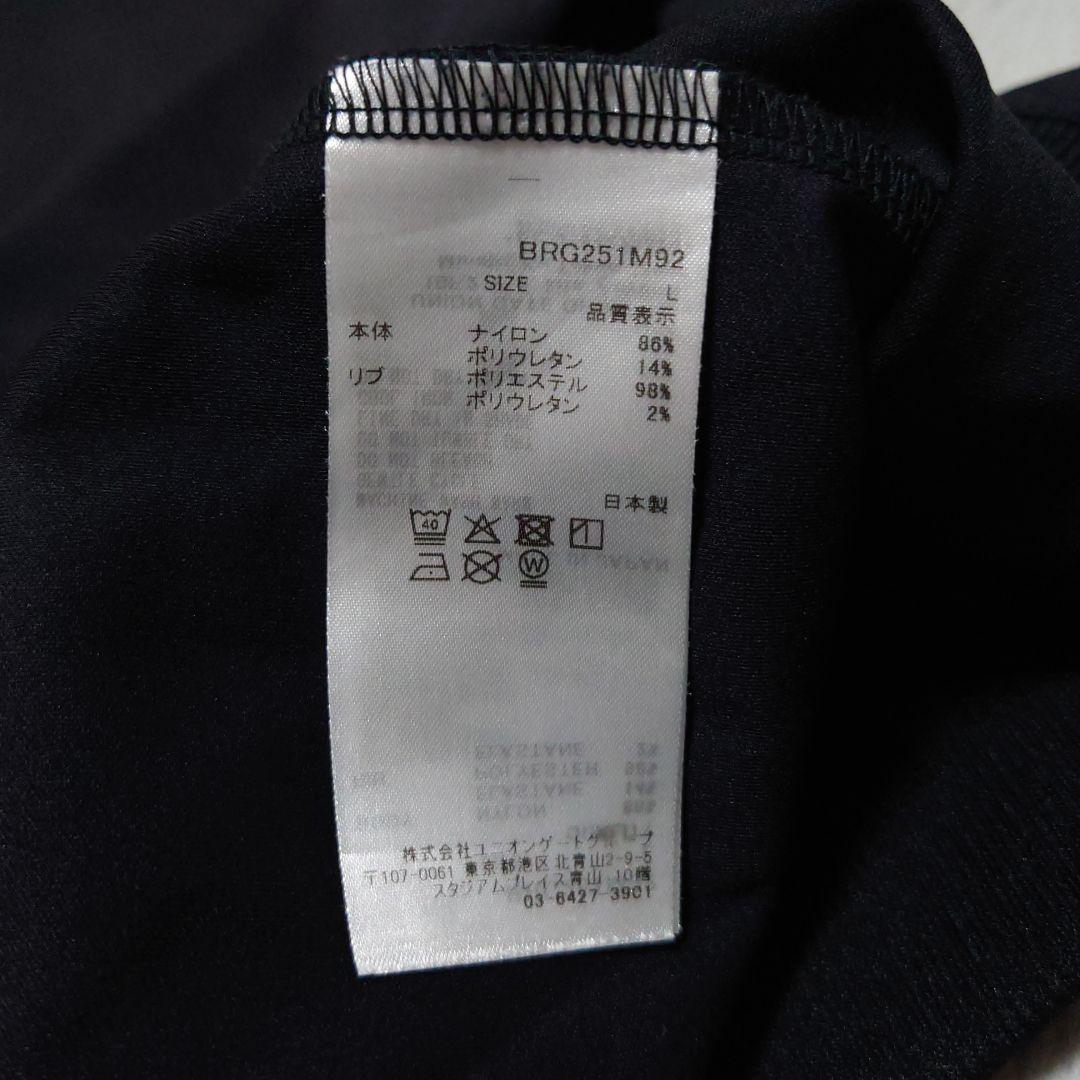 BRG251M92
SIZE L
品質表示
本体 ナイロン 86%
ポリウレタン 14%
リブ ポリエステル 98%
ポリウレタン 2%
日本製
40
W
株式会社ユニオンゲートグループ
〒107-0061 東京都港区北青山2-9-5
スタジアムプレイス青山 10階
03-6427-3901